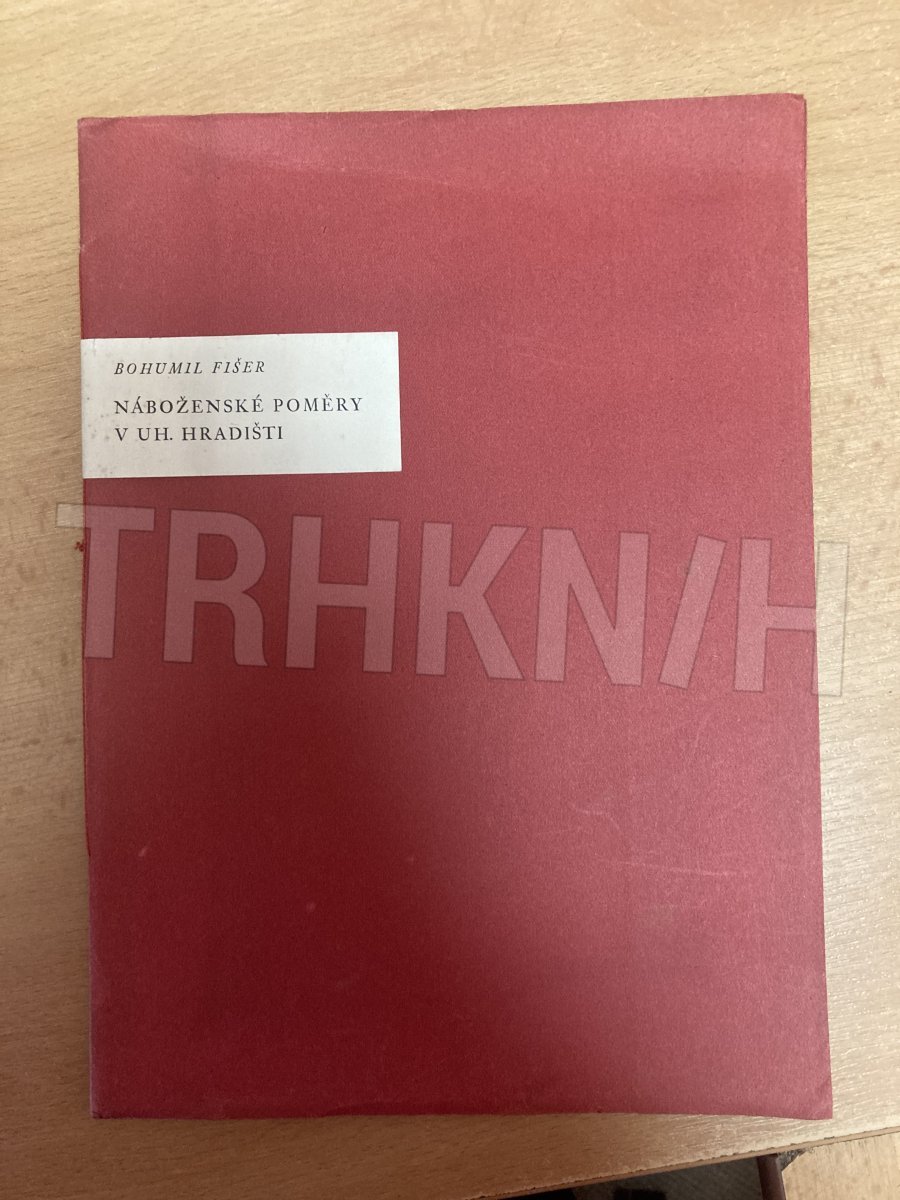 BOHUMIL FIŠER
NÁBOŽENSKÉ POMĚRY
V UH. HRADIŠTI
TRHKNIH